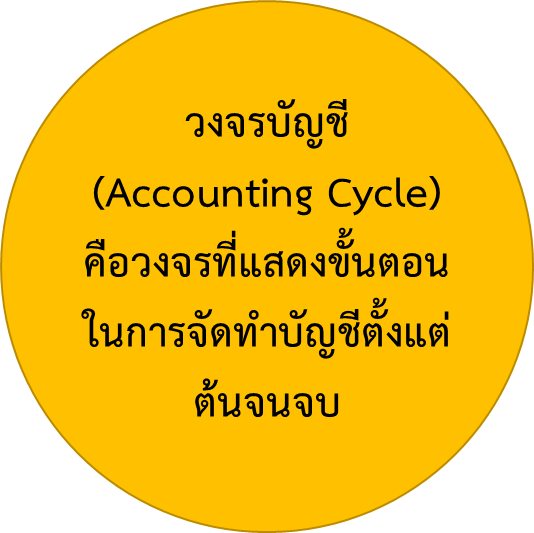 วงจรบัญชี
(Accounting Cycle)
คือวงจรที่แสดงขั้นตอน
ในการจัดทำบัญชีตั้งแต่
ต้นจนจบ